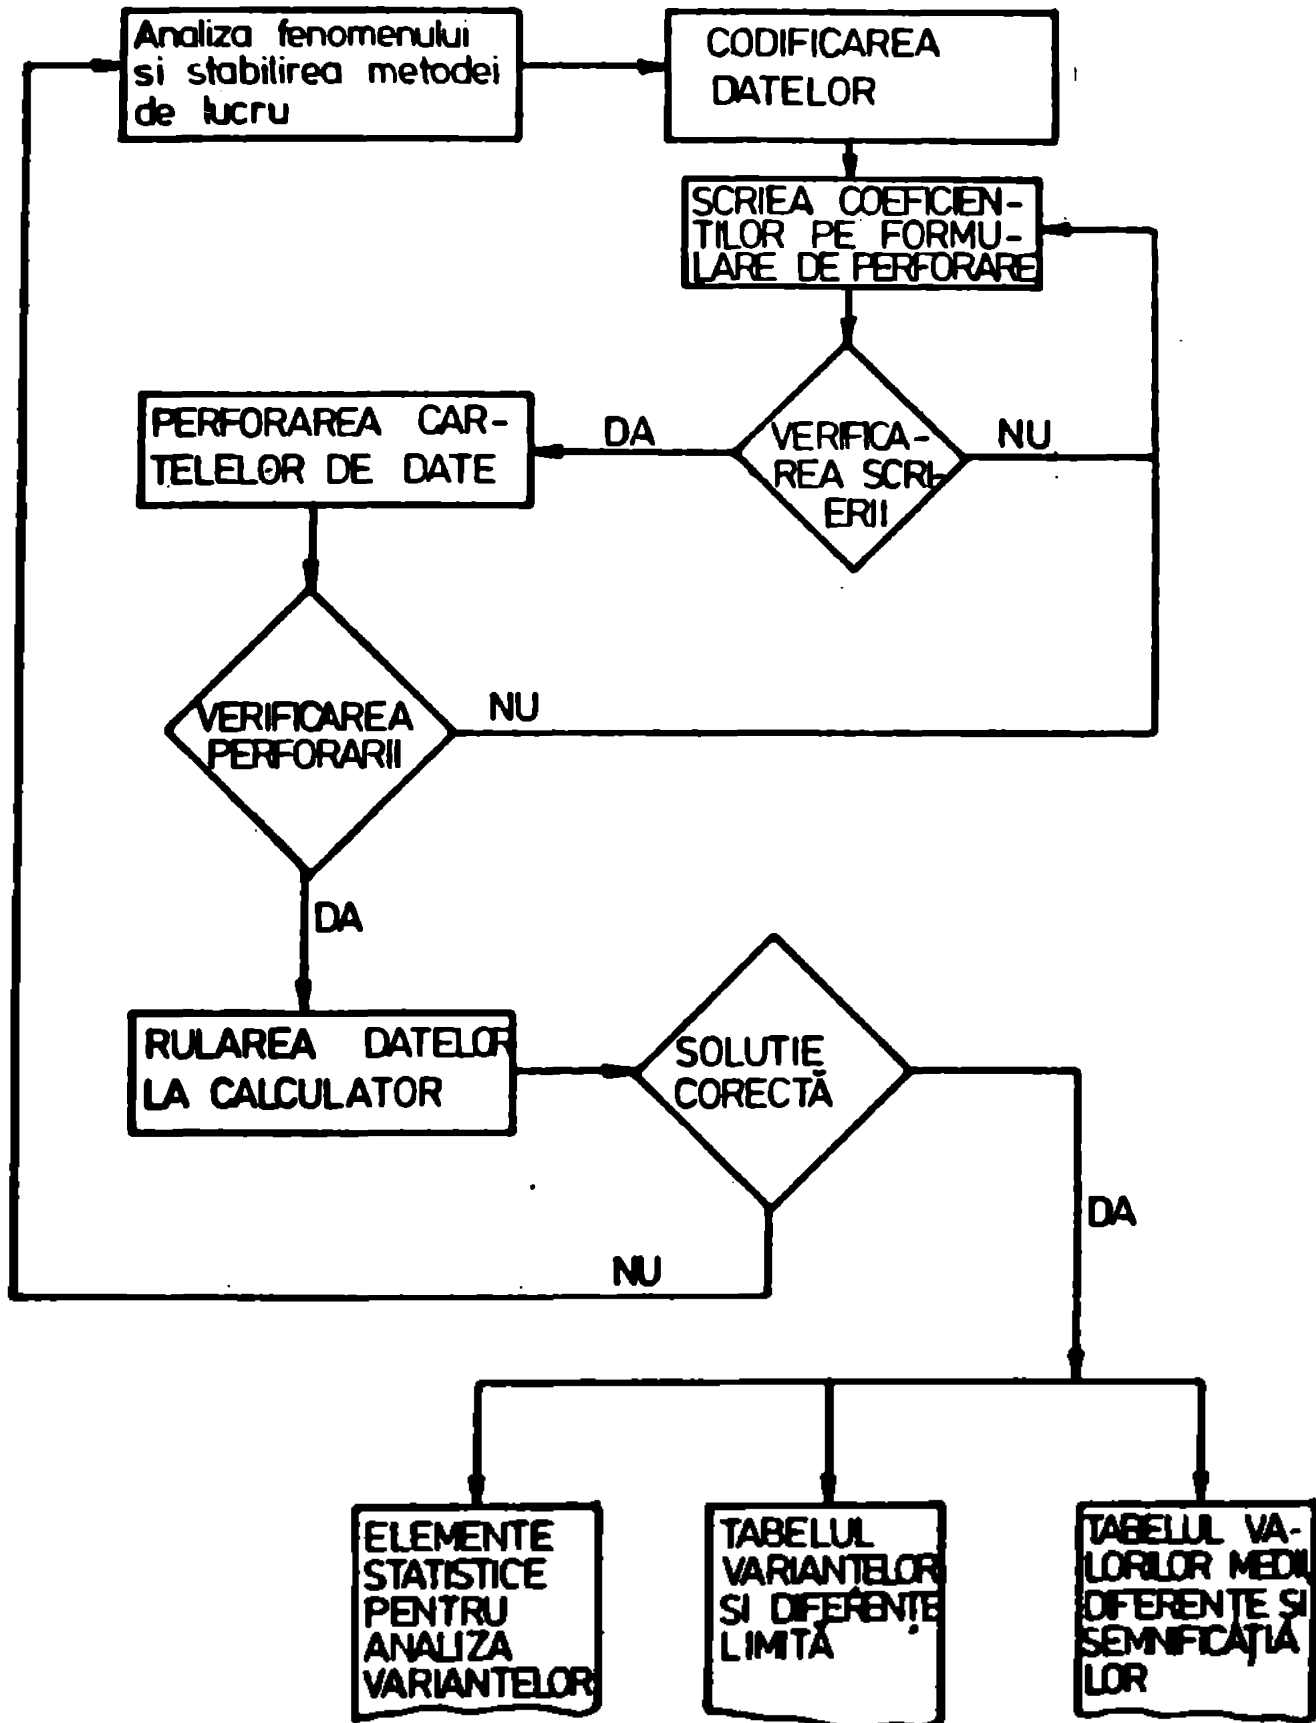 Analiza fenomenului
si stabilirea metodei
de lucru
CODIFICAREA
DATELOR
SCRIEA COEFICIEN-
TILOR PE FORMU-
LARE DE PERFORARE
VERIFICA-
REA SCRI-
ERII
DA
NU
PERFORAREA CAR-
TELELOR DE DATE
VERIFICAREA
PERFORARII
NU
DA
RULAREA DATELOR
LA CALCULATOR
SOLUTIE
CORECTĂ
NU
DA
ELEMENTE
STATISTICE
PENTRU
ANALIZA
VARIANTELOR
TABELUL
VARIANȚELOR
SI DIFERENȚE
LIMITĂ
TABELUL VA-
LORILOR MEDII,
DIFERENTE SI
SEMNIFICAȚIA
LOR